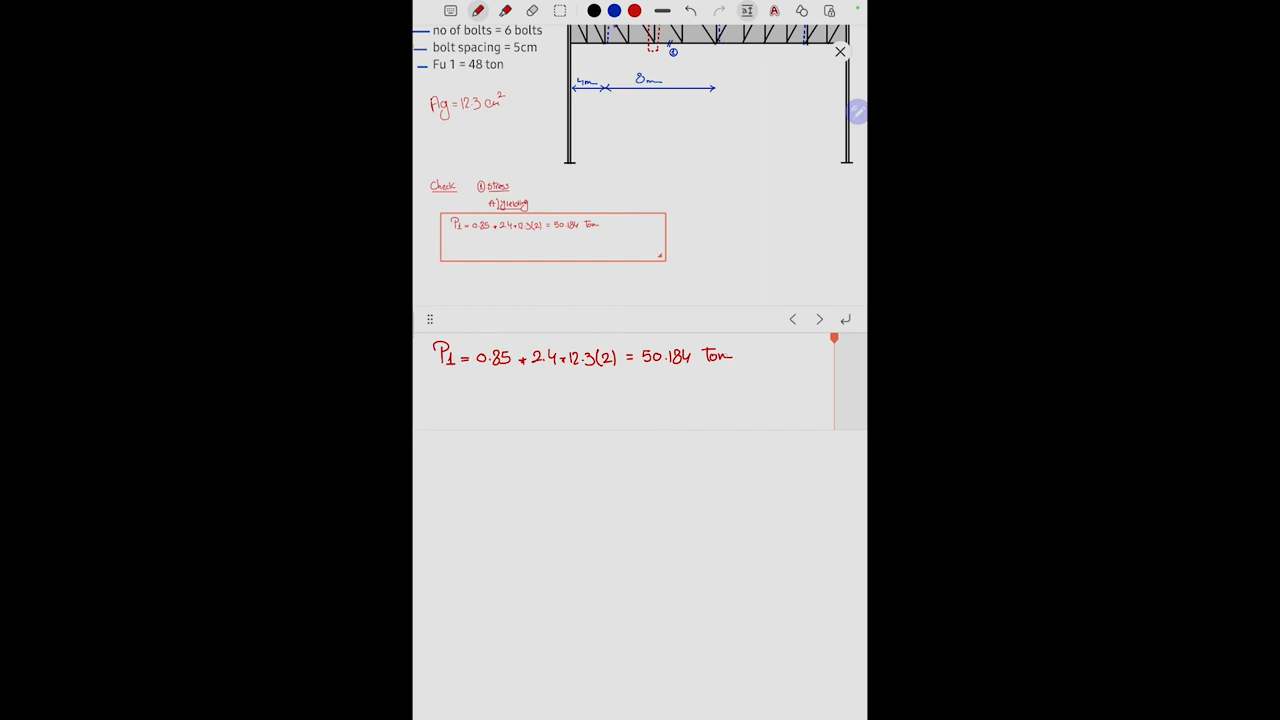 no of bolts = 6 bolts
bolt spacing = 5cm
Fu 1 = 48 ton
1
4m
8m
Ag = 12.3 cm²
Check ① stress
A) yielding
P1 = 0.85 * 2.4 * 12.3(2) = 50.184 Ton
P1 = 0.85 * 2.4 * 12.3(2) = 50.184 Ton